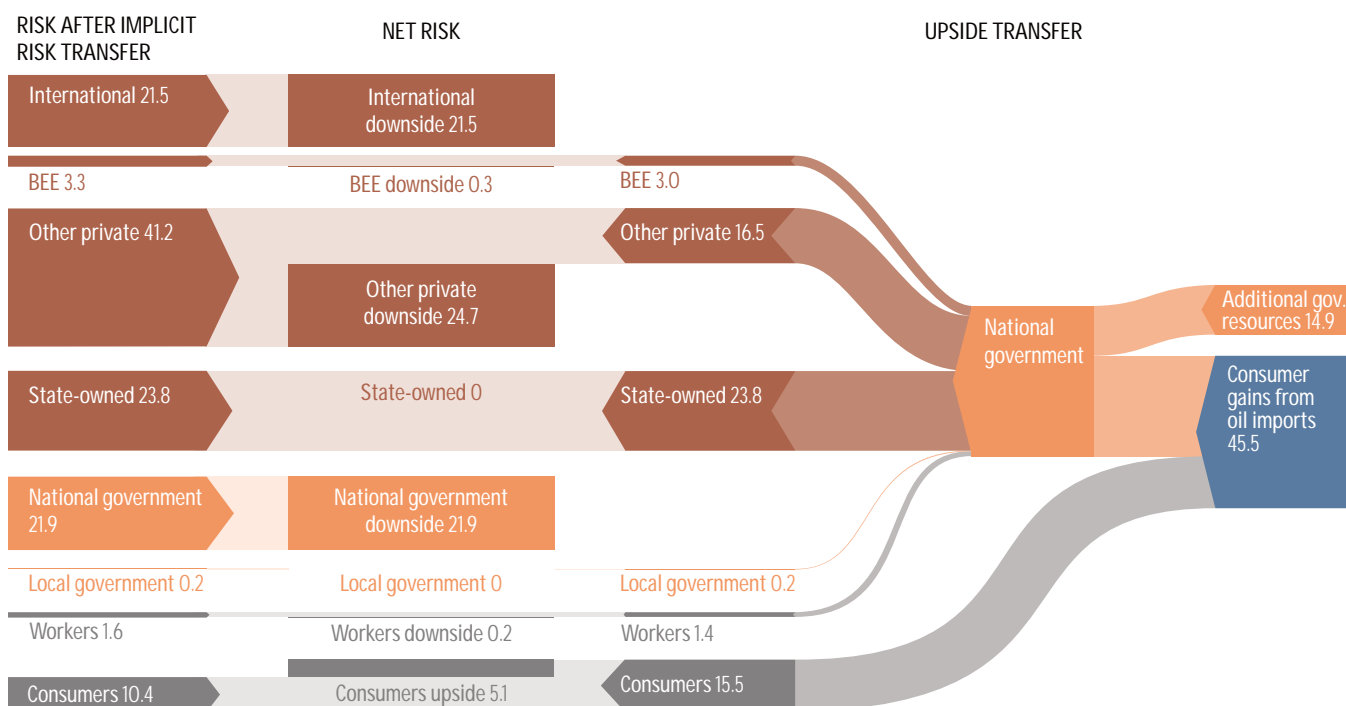 RISK AFTER IMPLICIT
RISK TRANSFER
NET RISK
UPSIDE TRANSFER
International 21.5
International
downside 21.5
BEE 3.3
BEE downside 0.3
BEE 3.0
Other private 41.2
Other private
downside 24.7
Other private 16.5
State-owned 23.8
State-owned 0
State-owned 23.8
National government
21.9
National government
downside 21.9
Local government 0.2
Local government 0
Local government 0.2
Workers 1.6
Workers downside 0.2
Workers 1.4
Consumers 10.4
Consumers upside 5.1
Consumers 15.5
National
government
Additional gov.
resources 14.9
Consumer
gains from
oil imports
45.5